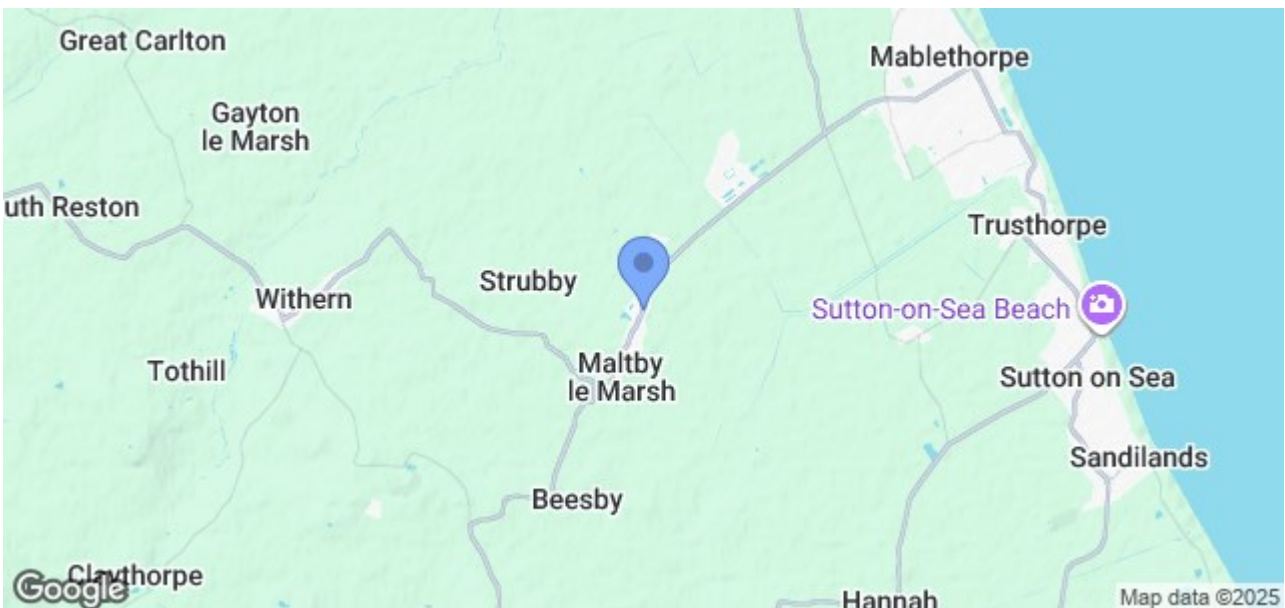 Great Carlton
Mablethorpe
Gayton
le Marsh
uth Reston
Trusthorpe
Strubby
Withern
Sutton-on-Sea Beach
Maltby
le Marsh
Tothill
Sutton on Sea
Sandilands
Beesby
Claythorpe
Google
Hannah
Map data ©2025